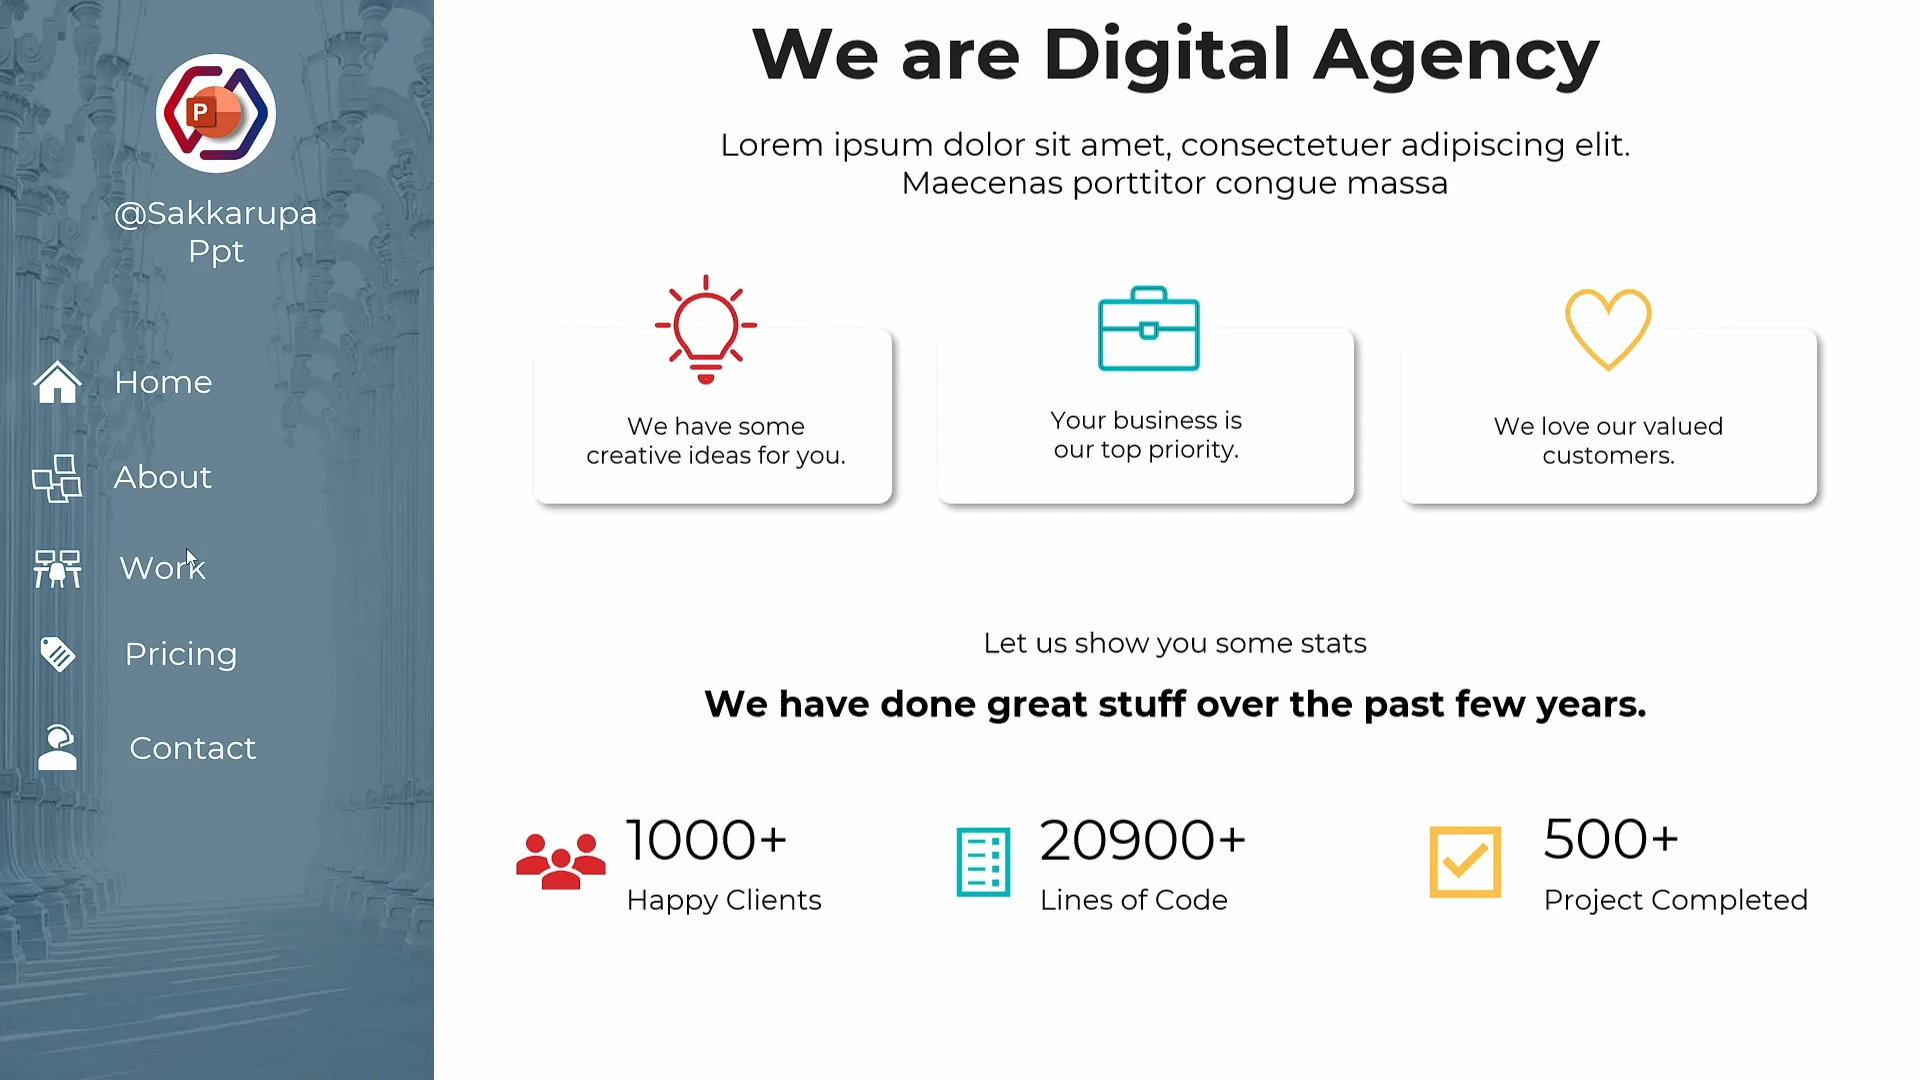 P
@Sakkarupa
Ppt
Home
About
Work
Pricing
Contact
We are Digital Agency
Lorem ipsum dolor sit amet, consectetuer adipiscing elit.
Maecenas porttitor congue massa
We have some
creative ideas for you.
Your business is
our top priority.
We love our valued
customers.
Let us show you some stats
We have done great stuff over the past few years.
1000+
Happy Clients
20900+
Lines of Code
500+
Project Completed